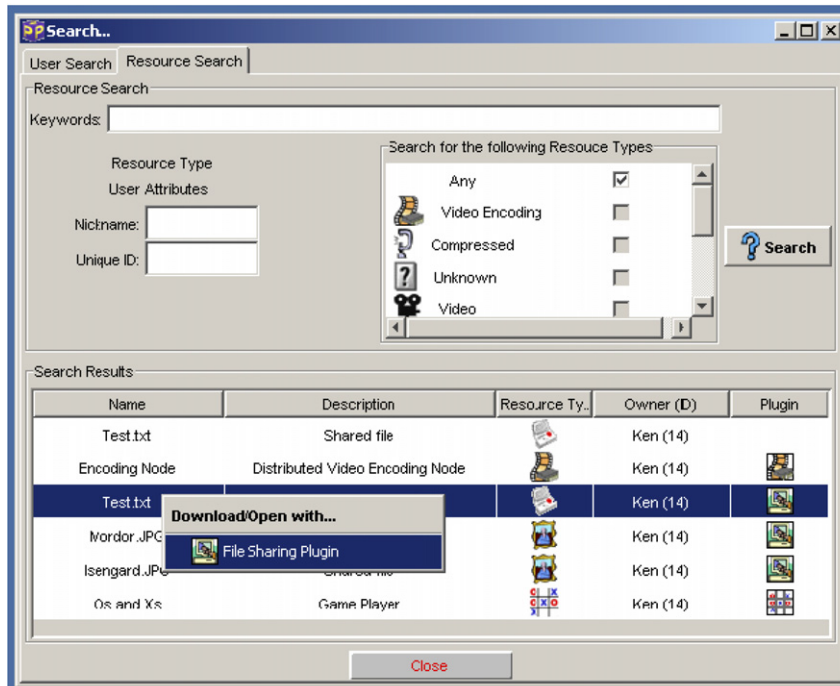 PP Search...
User Search Resource Search
Resource Search
Keywords:
Search for the following Resouce Types
Resource Type
User Attributes
Nickname:
Unique ID:
Any
Video Encoding
Compressed
? Unknown
Video
? Search
Search Results
Name Description Resource Ty.. Owner (ID) Plugin
Test.txt Shared file Ken (14)
Encoding Node Distributed Video Encoding Node Ken (14)
Test.txt Ken (14)
Download/Open with...
Mordor.JPG Ken (14)
File Sharing Plugin
Isengard.JPG Shared file Ken (14)
Os and Xs Game Player Ken (14)
Close